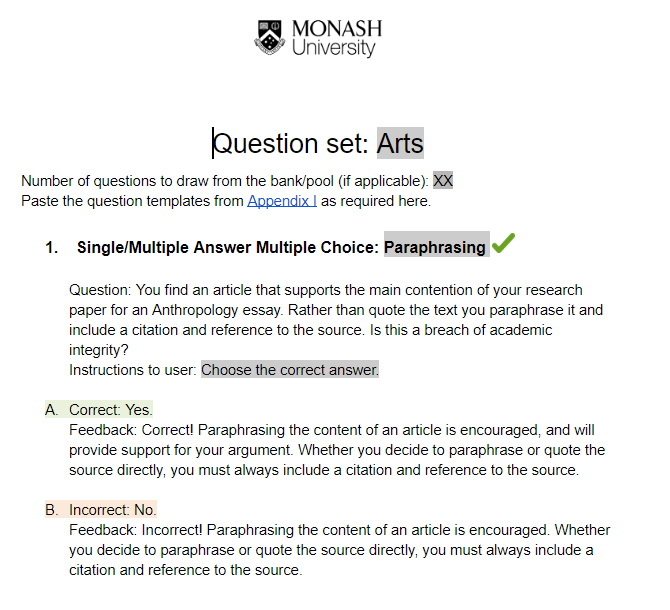 MONASH
University
Question set: Arts
Number of questions to draw from the bank/pool (if applicable): XX
Paste the question templates from Appendix I as required here.
1. Single/Multiple Answer Multiple Choice: Paraphrasing
Question: You find an article that supports the main contention of your research
paper for an Anthropology essay. Rather than quote the text you paraphrase it and
include a citation and reference to the source. Is this a breach of academic
integrity?
Instructions to user: Choose the correct answer.
A. Correct: Yes.
Feedback: Correct! Paraphrasing the content of an article is encouraged, and will
provide support for your argument. Whether you decide to paraphrase or quote the
source directly, you must always include a citation and reference to the source.
B. Incorrect: No.
Feedback: Incorrect! Paraphrasing the content of an article is encouraged. Whether
you decide to paraphrase or quote the source directly, you must always include a
citation and reference to the source.